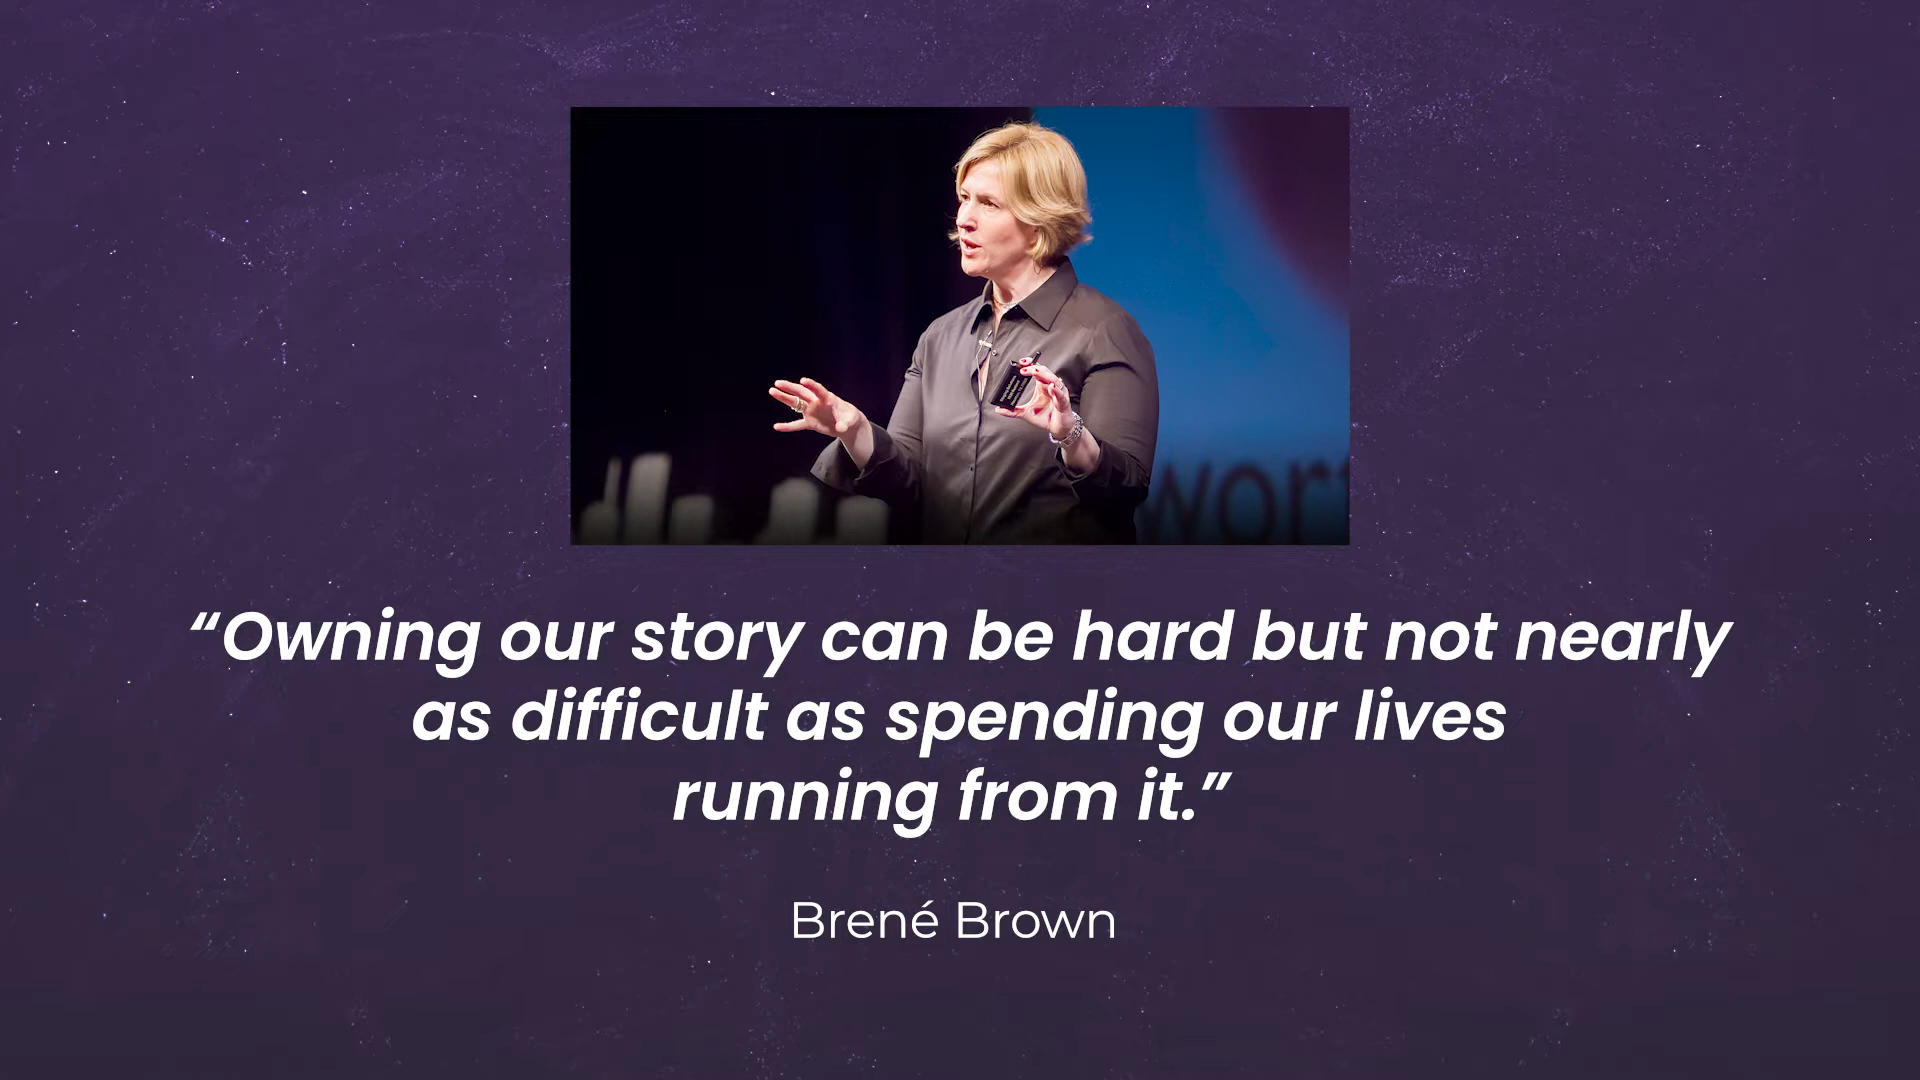 wor
“Owning our story can be hard but not nearly
as difficult as spending our lives
running from it.”
Brené Brown